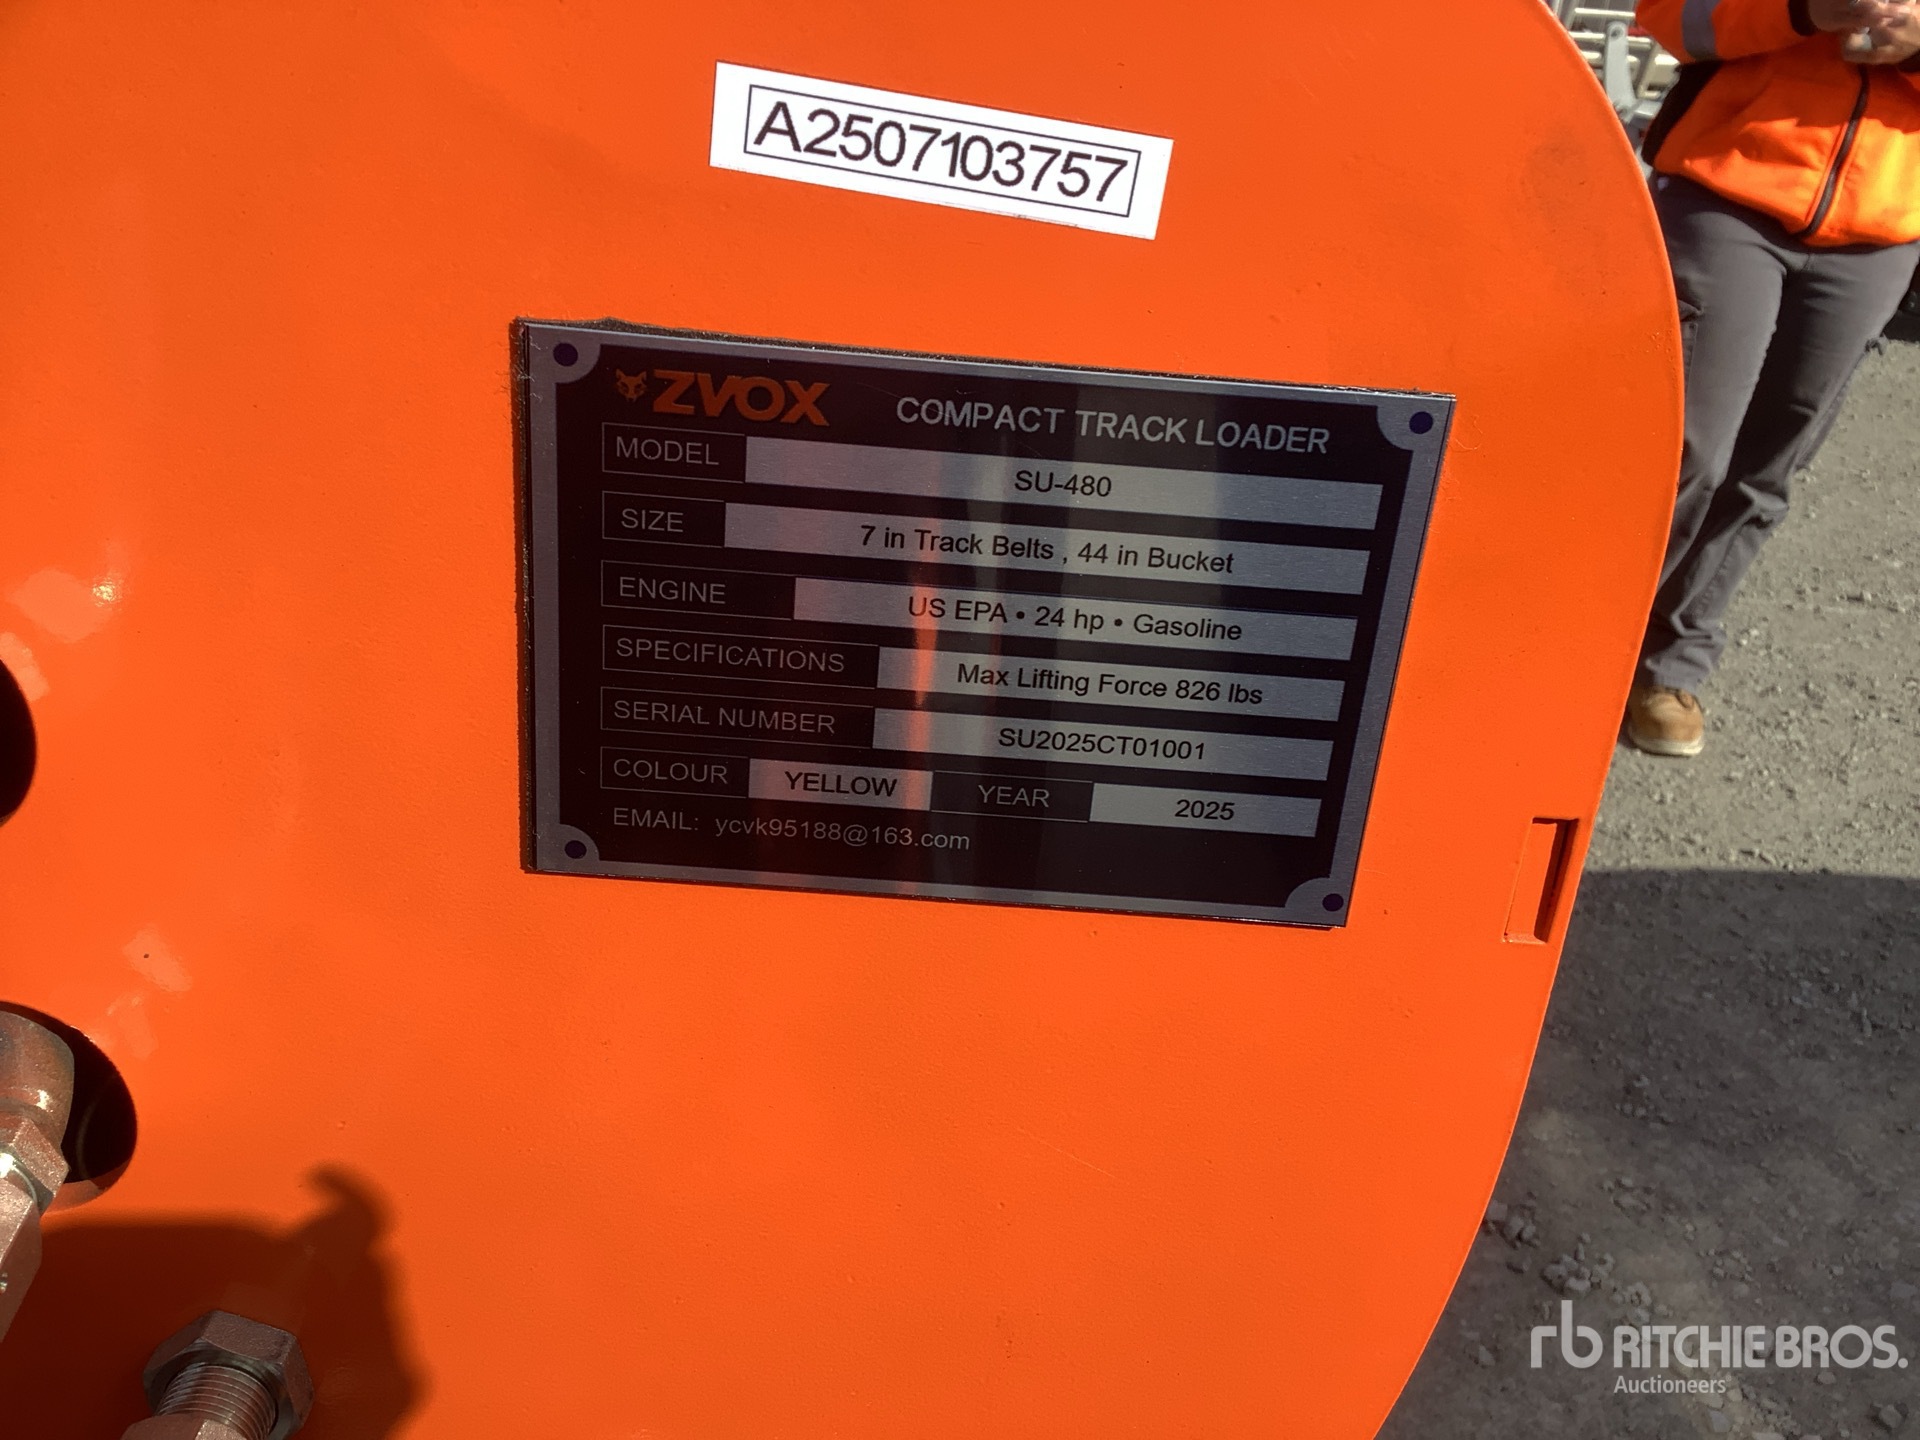 A2507103757
ZVOX COMPACT TRACK LOADER
MODEL SU-480
SIZE 7 in Track Belts , 44 in Bucket
ENGINE US EPA • 24 hp • Gasoline
SPECIFICATIONS Max Lifting Force 826 lbs
SERIAL NUMBER SU2025CT01001
COLOUR YELLOW YEAR 2025
EMAIL: ycvk95188@163.com
rb RITCHIE BROS.
Auctioneers